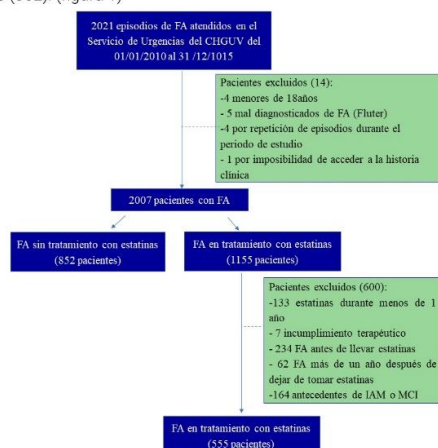 2021 episodios de FA atendidos en el
Servicio de Urgencias del CHGUV del
01/01/2010 al 31 /12/1015
Pacientes excluidos (14):
-4 menores de 18años
- 5 mal diagnosticados de FA (Fluter)
-4 por repetición de episodios durante el
periodo de estudio
- 1 por imposibilidad de acceder a la historia
clínica
2007 pacientes con FA
FA sin tratamiento con estatinas
(852 pacientes)
FA en tratamiento con estatinas
(1155 pacientes)
Pacientes excluidos (600):
-133 estatinas durante menos de 1
año
- 7 incumplimiento terapéutico
- 234 FA antes de llevar estatinas
- 62 FA más de un año después de
dejar de tomar estatinas
-164 antecedentes de IAM o MCI
FA en tratamiento con estatinas
(555 pacientes)